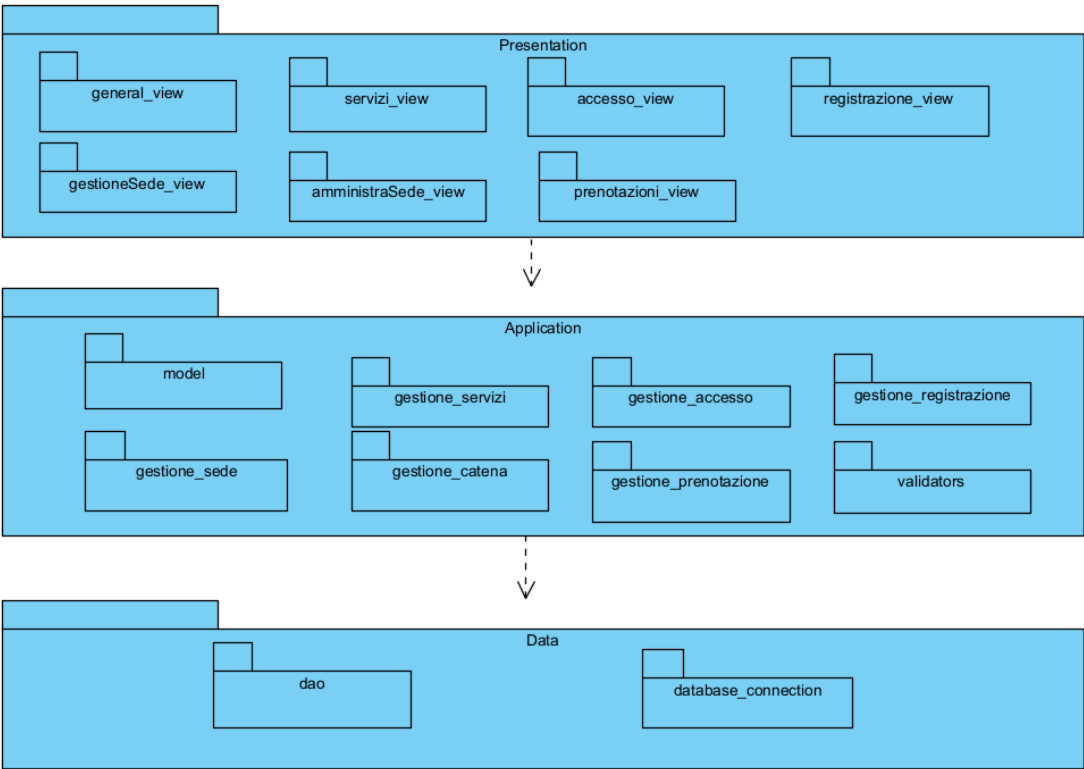 Presentation
general_view
servizi_view
accesso_view
registrazione_view
gestioneSede_view
amministraSede_view
prenotazioni_view
Application
model
gestione_servizi
gestione_accesso
gestione_registrazione
gestione_sede
gestione_catena
gestione_prenotazione
validators
Data
dao
database_connection